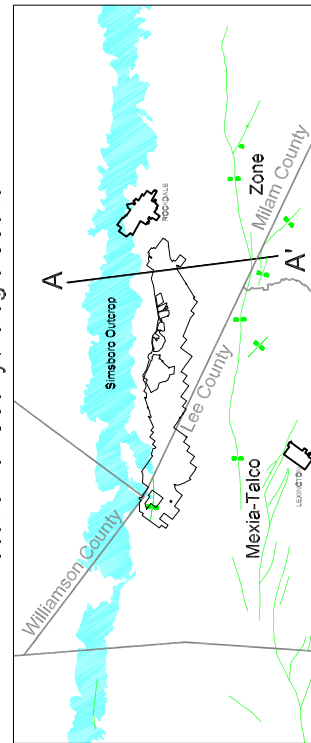 A
ROCKDALE
Simsboro Outcrop
Zone
Milam County
A'
Lee County
Williamson County
Mexia-Talco
LEXINGTON